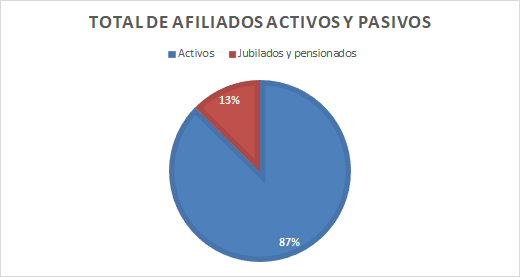 TOTAL DE AFILIADOS ACTIVOS Y PASIVOS
Activos Jubilados y pensionados
13%
87%